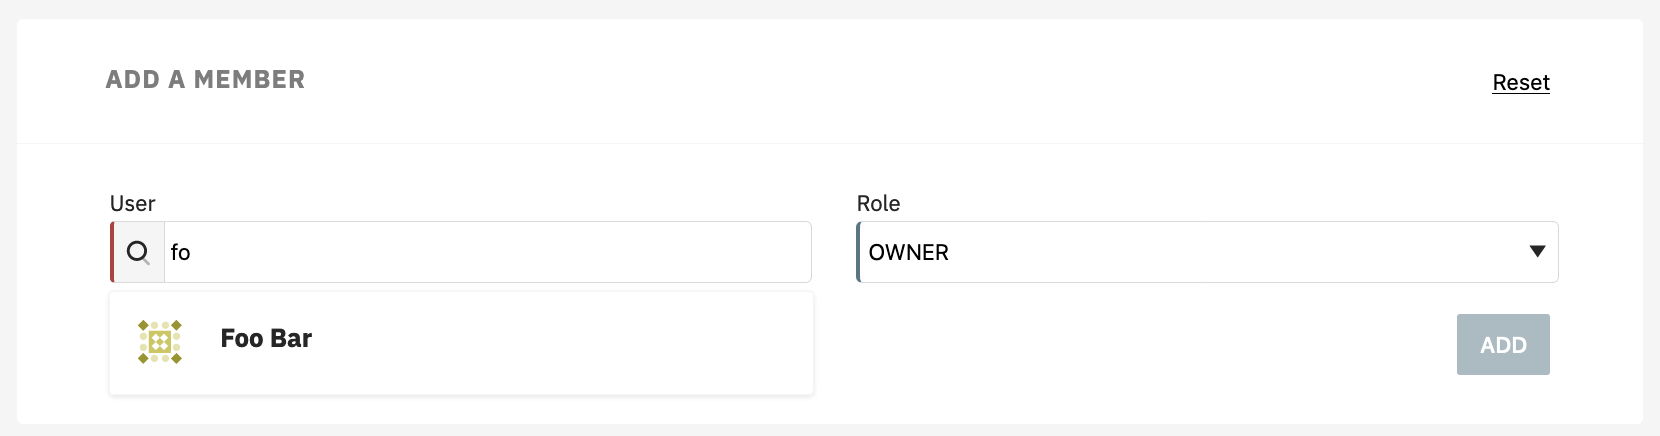 ADD A MEMBER
Reset
User
Role
fo
OWNER
Foo Bar
ADD